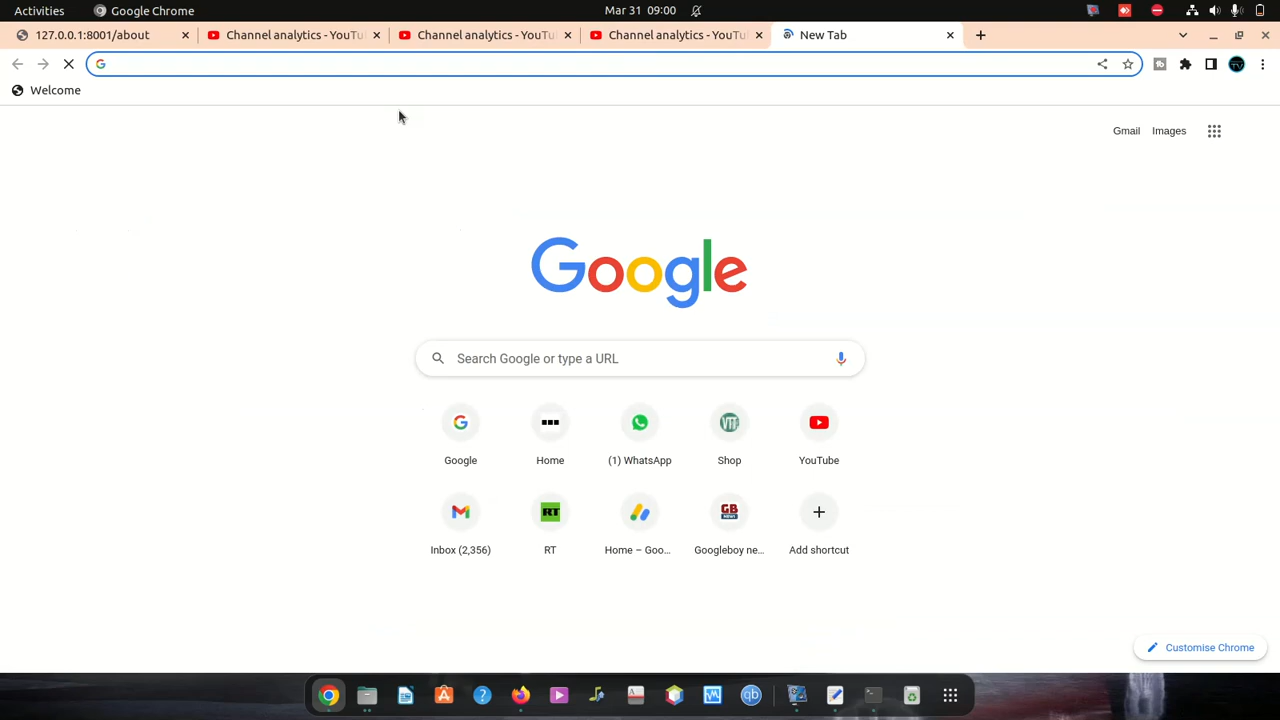 Activities Google Chrome Mar 31 09:00
127.0.0.1:8001/about Channel analytics - YouTu Channel analytics - YouTu Channel analytics - YouTu New Tab
Welcome
Gmail Images
Google
Search Google or type a URL
Google Home (1) WhatsApp Shop YouTube
Inbox (2,356) RT Home – Goo... Googleboy ne... Add shortcut
Customise Chrome